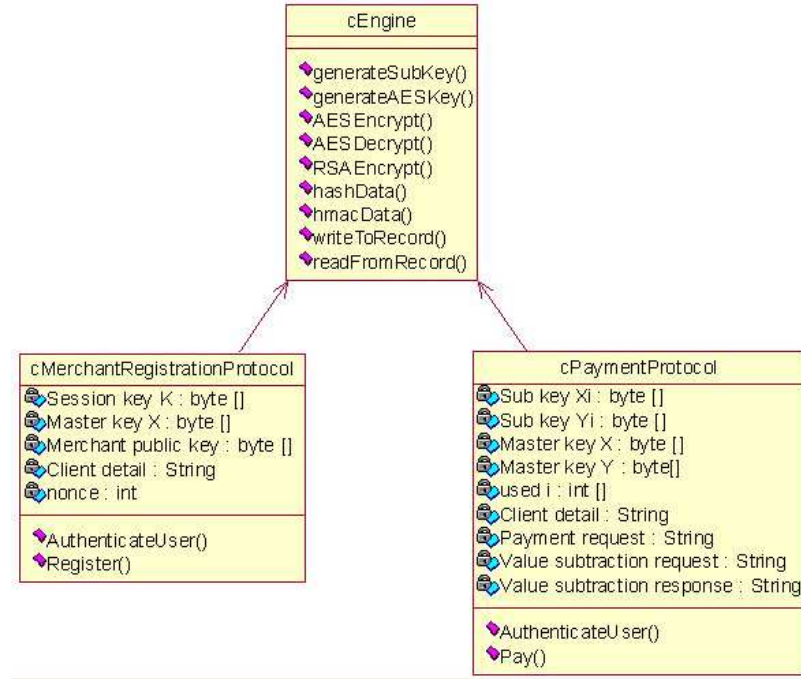 cEngine
generateSubKey()
generateAESKey()
AESEncrypt()
AESDecrypt()
RSAEncrypt()
hashData()
hmacData()
writeToRecord()
readFromRecord()
cMerchantRegistrationProtocol
Session key K : byte []
Master key X : byte []
Merchant public key : byte []
Client detail : String
nonce : int
AuthenticateUser()
Register()
cPaymentProtocol
Sub key Xi : byte []
Sub key Yi : byte []
Master key X : byte []
Master key Y : byte[]
used i : int []
Client detail : String
Payment request : String
Value subtraction request : String
Value subtraction response : String
AuthenticateUser()
Pay()